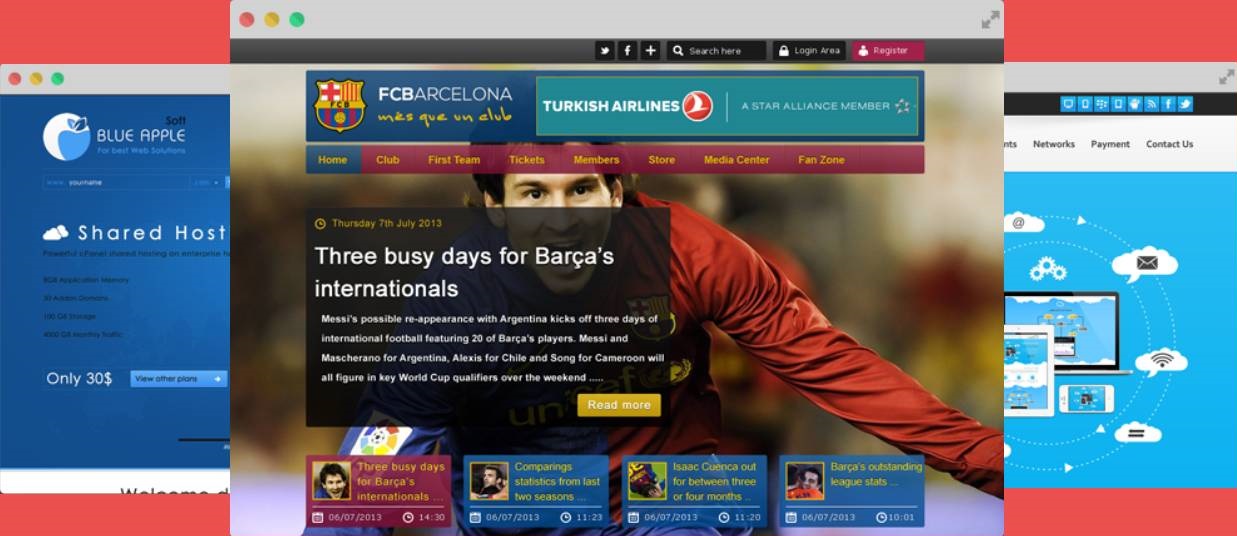 Search here
Login Area
Register
FCBARCELONA
més que un club
FCB
TURKISH AIRLINES
A STAR ALLIANCE MEMBER
Home
Club
First Team
Tickets
Members
Store
Media Center
Fan Zone
Thursday 7th July 2013
Three busy days for Barça's
internationals
Messi's possible re-appearance with Argentina kicks off three days of
international football featuring 20 of Barça's players. Messi and
Mascherano for Argentina, Alexis for Chile and Song for Cameroon will
all figure in key World Cup qualifiers over the weekend .....
Read more
unicef
Three busy days
for Barça's
internationals ...
06/07/2013
14:30
Comparings
statistics from last
two seasons ...
06/07/2013
11:23
Isaac Cuenca out
for between three
or four months ..
06/07/2013
11:20
Barça's outstanding
league stats ...
06/07/2013
10:01
Soft
BLUE APPLE
For best Web Solutions
www. yourname
.com
Shared Host
Powerful cPanel shared hosting on enterprise
8GB Application Memory
30 Addon Domains
100 GB Storage
4000 GB Monthly Traffic
Only 30$
View other plans
Welcome
nts
Networks
Payment
Contact Us
@